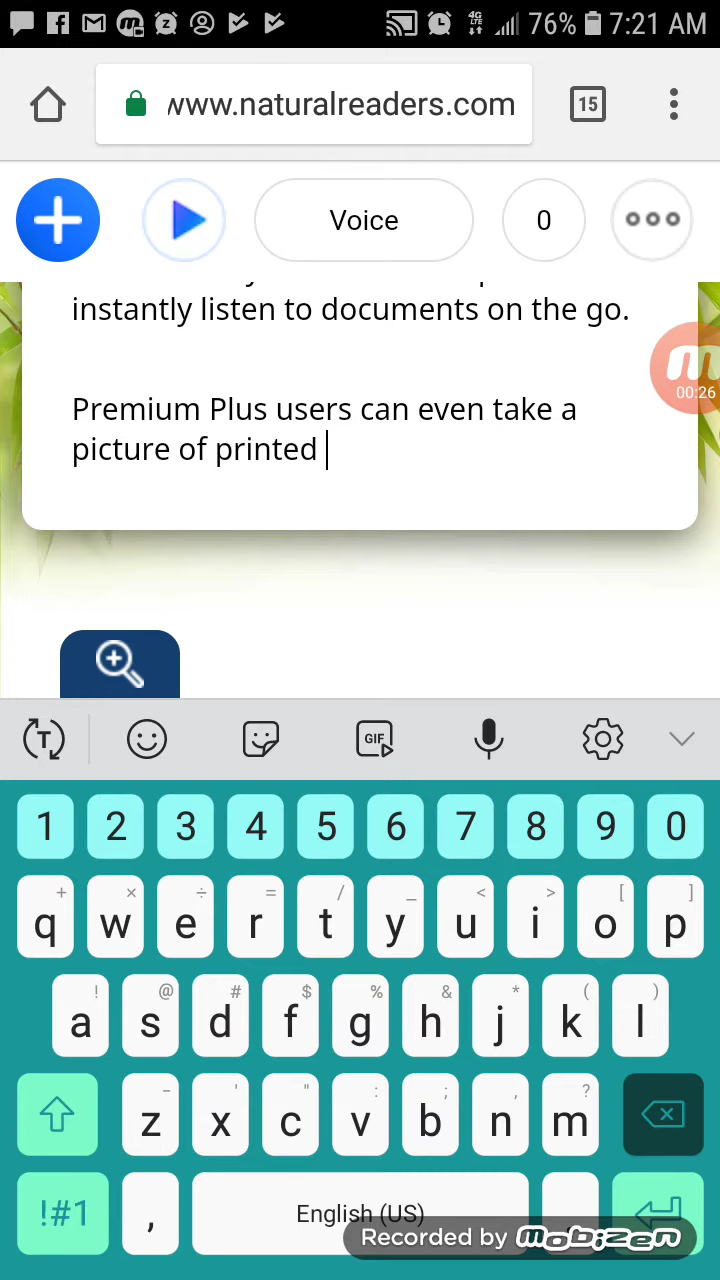 76% 7:21 AM
www.naturalreaders.com 15
Voice 0
instantly listen to documents on the go.
00:26
Premium Plus users can even take a
picture of printed
GIF
1 2 3 4 5 6 7 8 9 0
+ × ÷ = / _ < > [ ]
q w e r t y u i o p
! @ # $ % & * ( )
a s d f g h j k l
- ' " : ; , ?
z x c v b n m
!#1 , English (US)
Recorded by mobizen